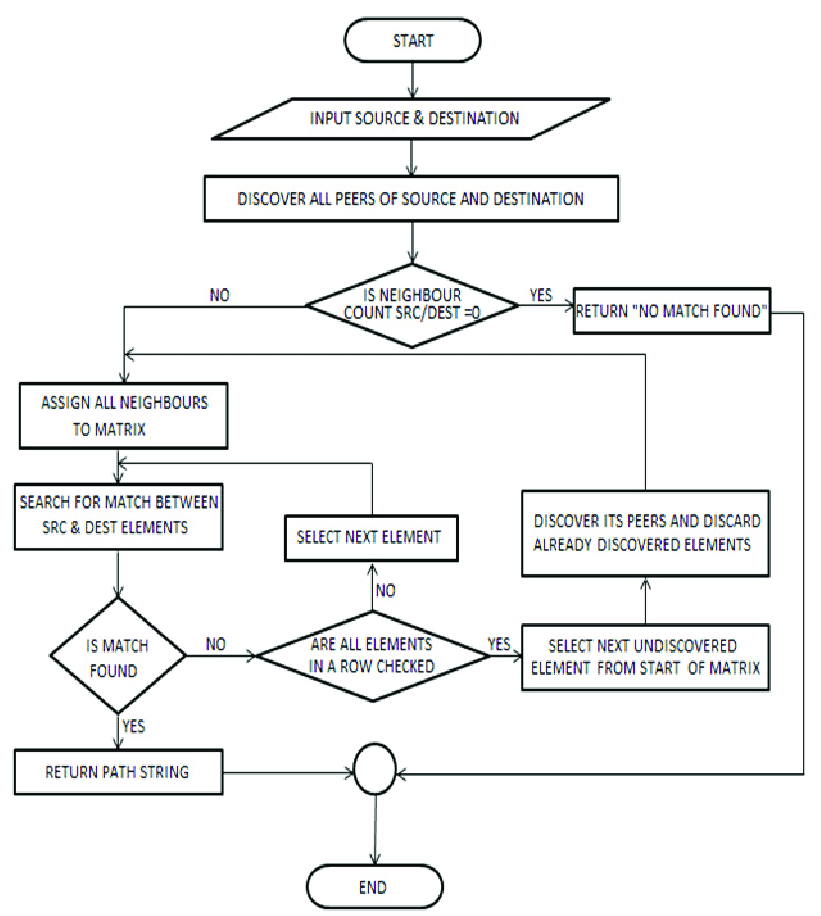 START
INPUT SOURCE & DESTINATION
DISCOVER ALL PEERS OF SOURCE AND DESTINATION
IS NEIGHBOUR
COUNT SRC/DEST =0
NO
YES
RETURN "NO MATCH FOUND"
ASSIGN ALL NEIGHBOURS
TO MATRIX
SEARCH FOR MATCH BETWEEN
SRC & DEST ELEMENTS
SELECT NEXT ELEMENT
DISCOVER ITS PEERS AND DISCARD
ALREADY DISCOVERED ELEMENTS
NO
IS MATCH
FOUND
NO
ARE ALL ELEMENTS
IN A ROW CHECKED
YES
SELECT NEXT UNDISCOVERED
ELEMENT FROM START OF MATRIX
YES
RETURN PATH STRING
END